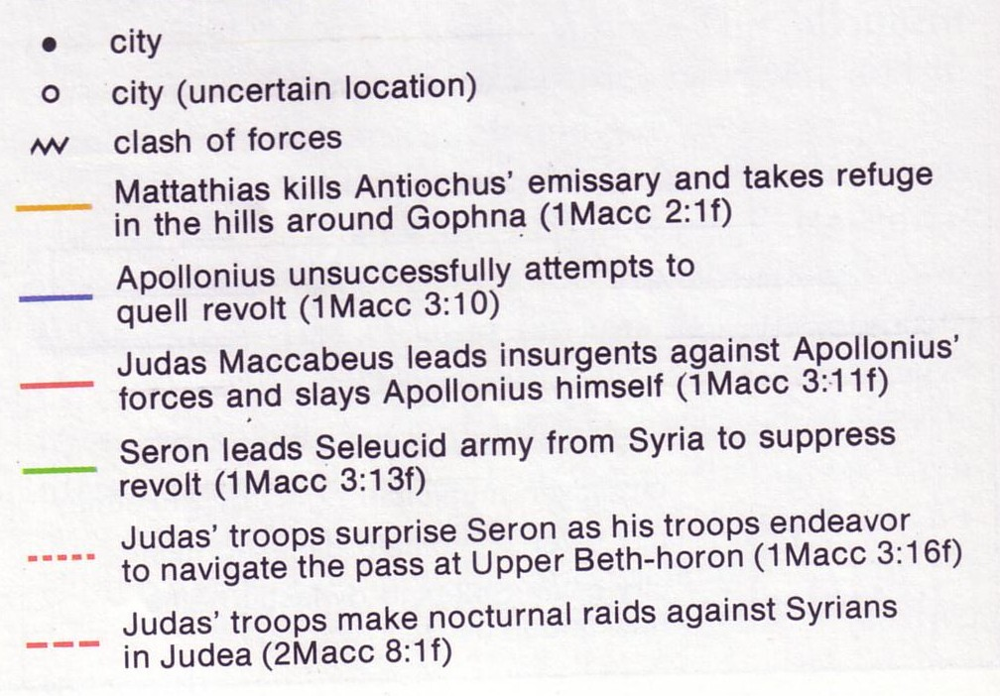 city
city (uncertain location)
clash of forces
Mattathias kills Antiochus’ emissary and takes refuge
in the hills around Gophna (1Macc 2:1f)
Apollonius unsuccessfully attempts to
quell revolt (1Macc 3:10)
Judas Maccabeus leads insurgents against Apollonius’
forces and slays Apollonius himself (1Macc 3:11f)
Seron leads Seleucid army from Syria to suppress
revolt (1Macc 3:13f)
Judas’ troops surprise Seron as his troops endeavor
to navigate the pass at Upper Beth-horon (1Macc 3:16f)
Judas’ troops make nocturnal raids against Syrians
in Judea (2Macc 8:1f)